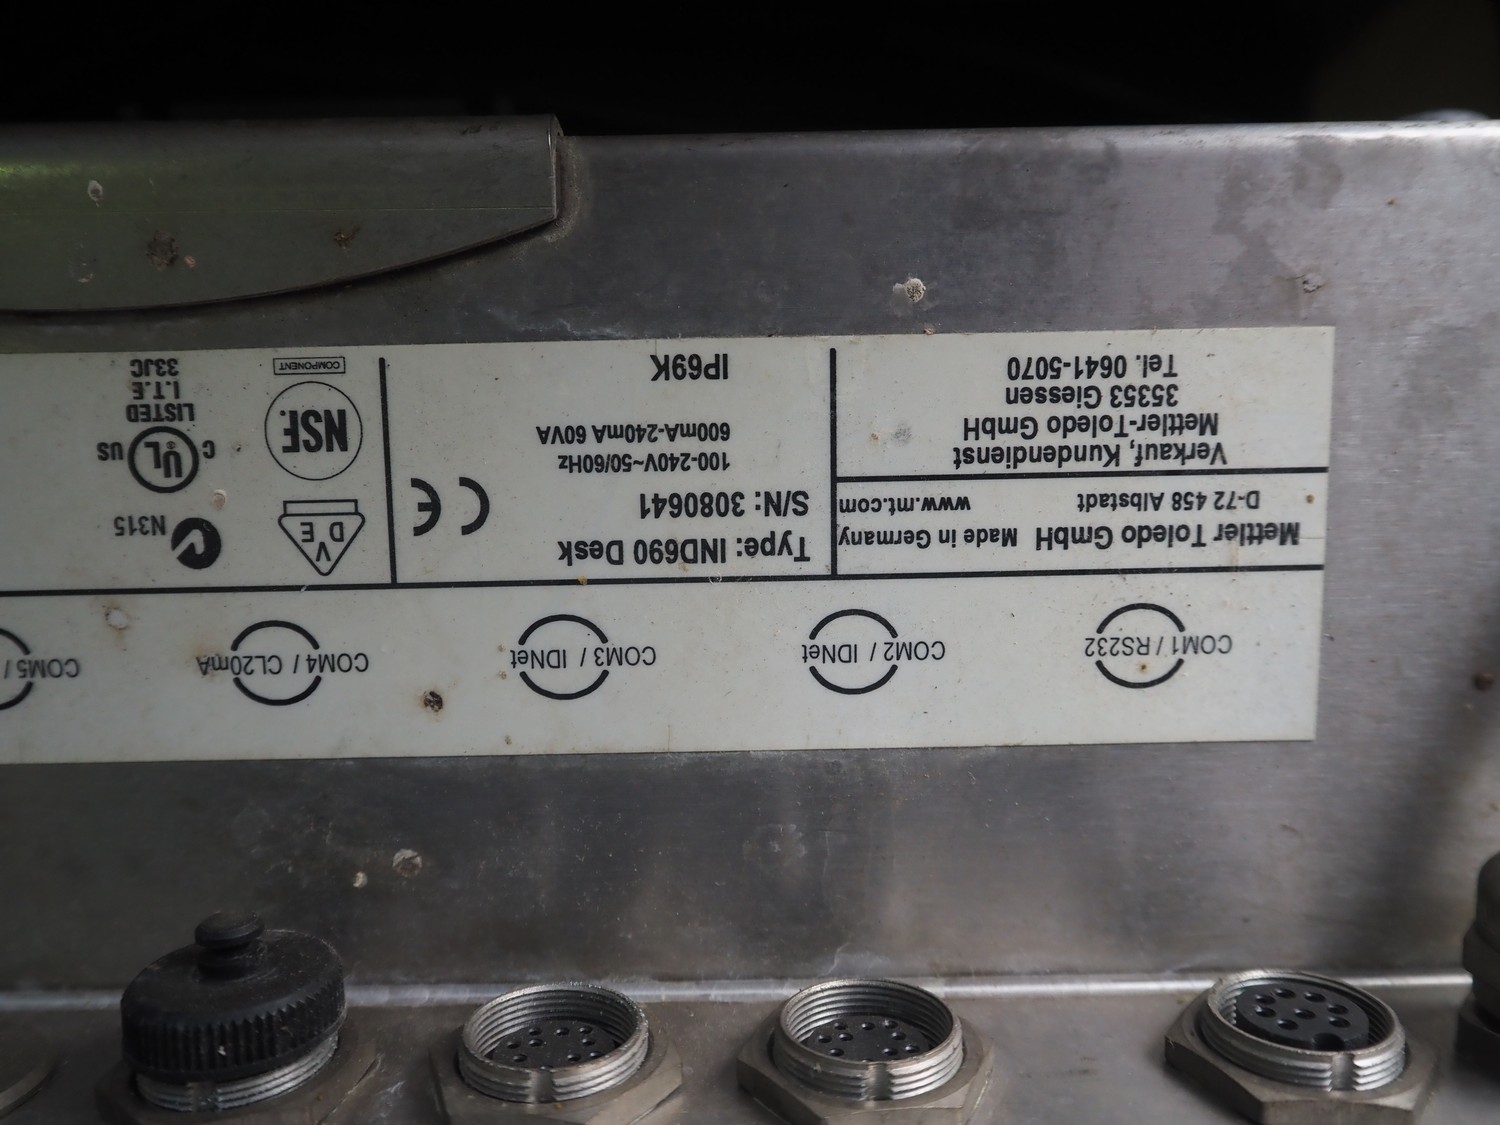 COM1 / RS232
COM2 / IDNet
COM3 / IDNet
COM4 / CL20mA
COM5 /
Mettler Toledo GmbH Made in Germany
D-72 458 Albstadt www.mt.com
Verkauf, Kundendienst
Mettler-Toledo GmbH
35353 Giessen
Tel. 0641-5070
Type: IND690 Desk
S/N: 3080641
100-240V~50/60Hz
600mA-240mA 60VA
IP69K
CE
VDE
NSF.
COMPONENT
N315
C UL® US
LISTED
I.T.E
33JC